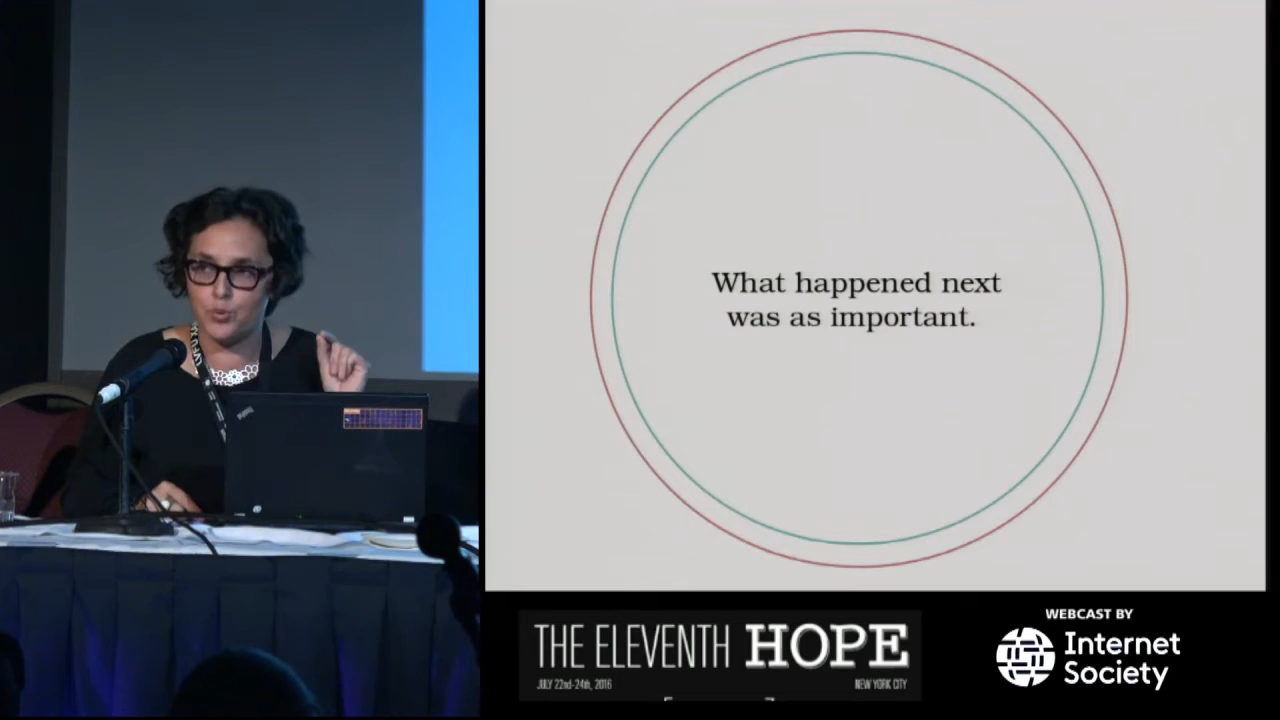 What happened next
was as important.
THE ELEVENTH HOPE
JULY 22nd-24th, 2016 NEW YORK CITY
WEBCAST BY
Internet
Society